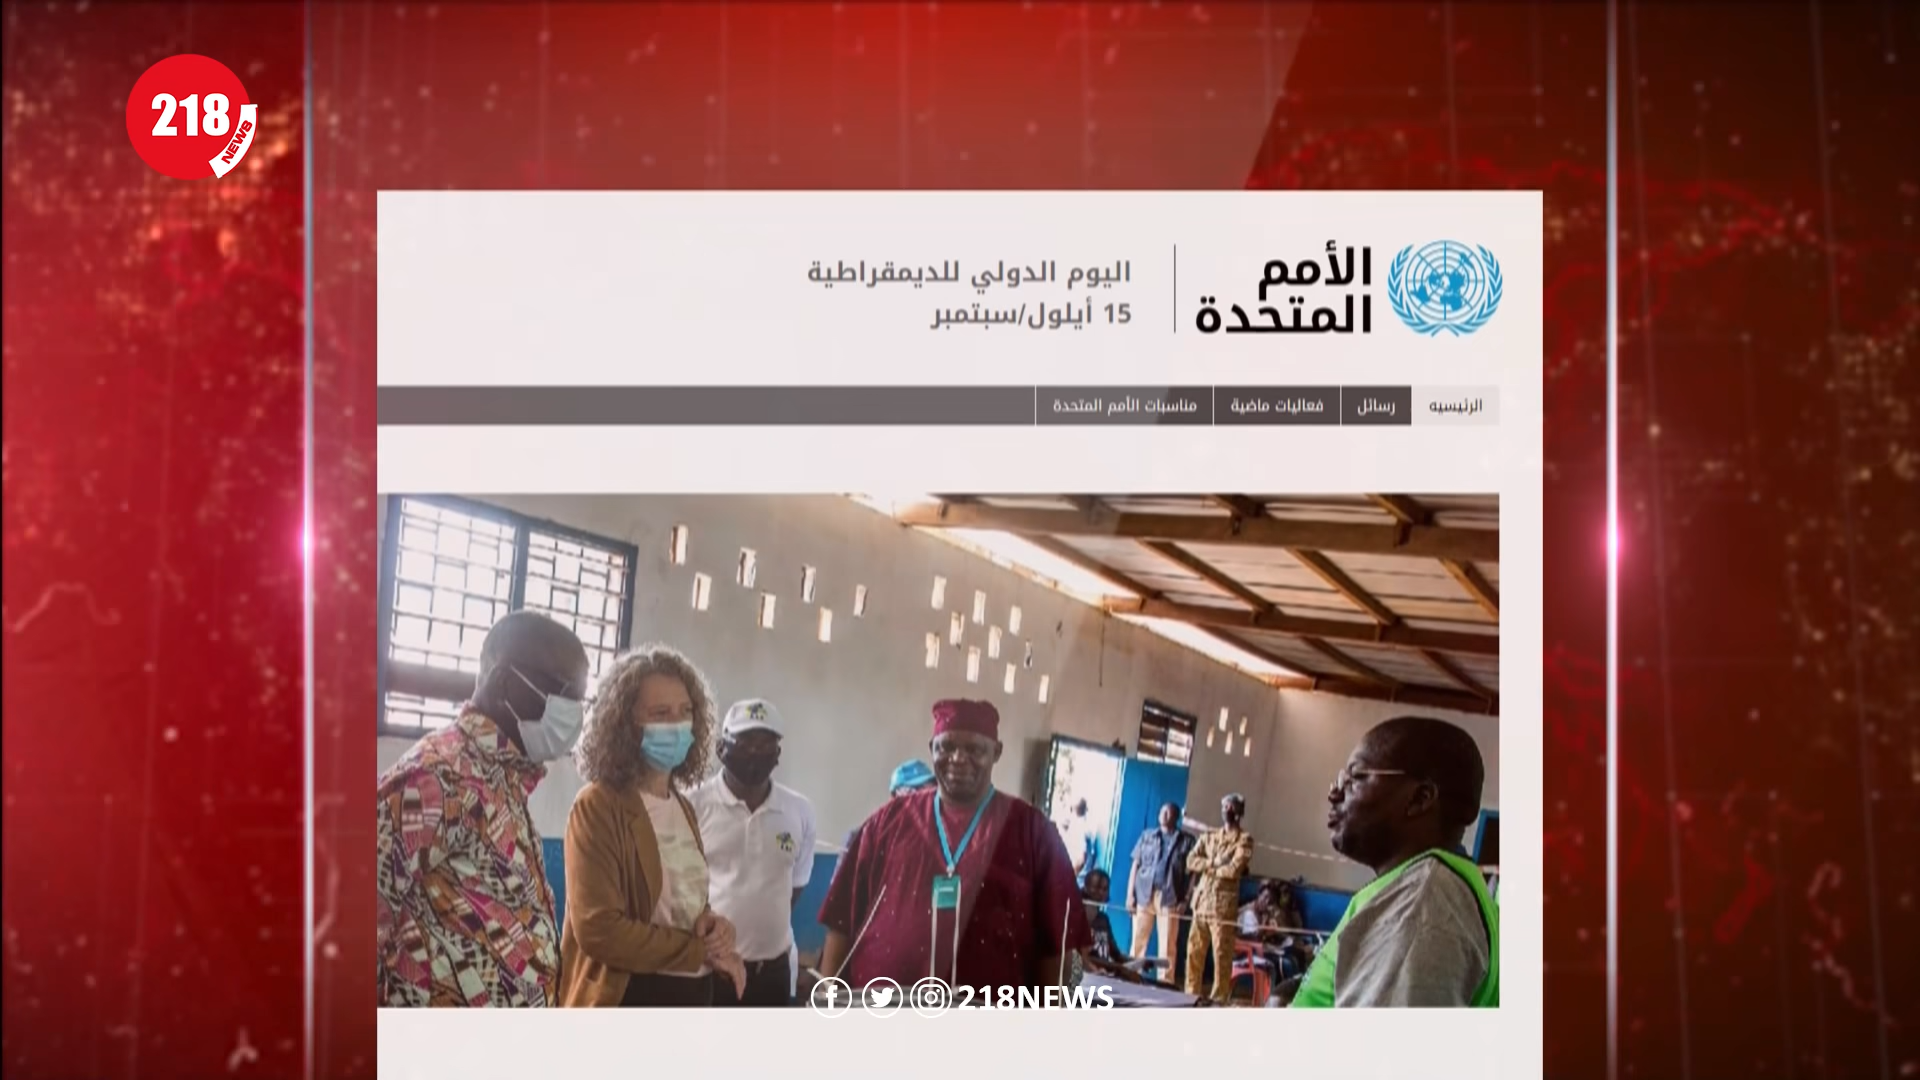 218
NEWS
الأمم
المتحدة
اليوم الدولي للديمقراطية
15 أيلول/سبتمبر
الرئيسيه
رسائل
فعاليات ماضية
مناسبات الأمم المتحدة
218NEWS